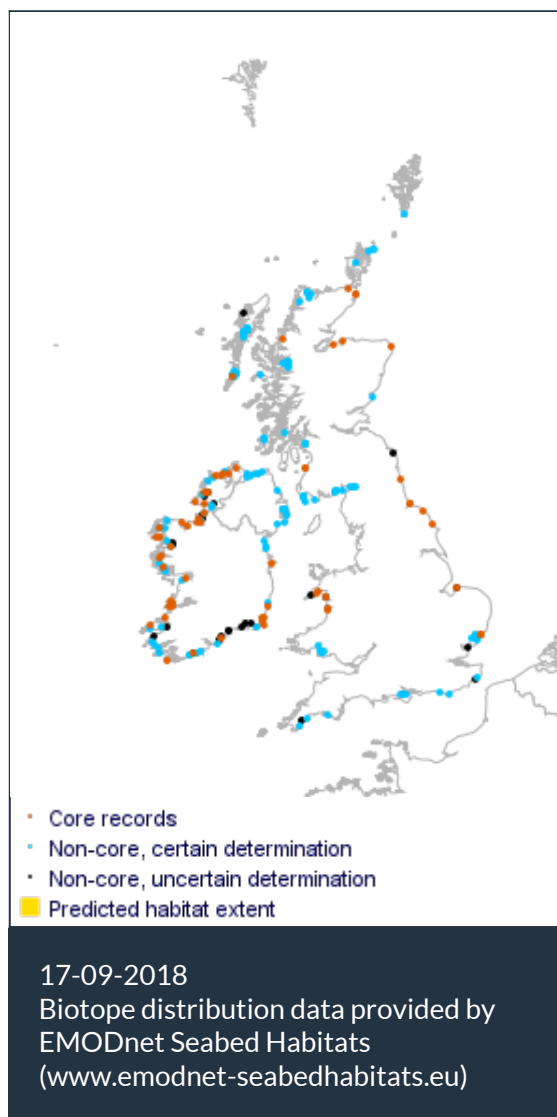 Core records
Non-core, certain determination
Non-core, uncertain determination
Predicted habitat extent
17-09-2018
Biotope distribution data provided by
EMODnet Seabed Habitats
(www.emodnet-seabedhabitats.eu)